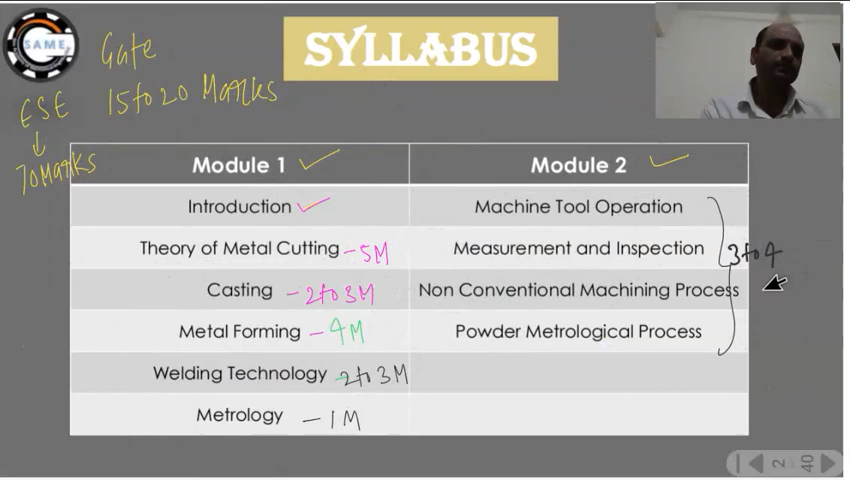 SAME
SYLLABUS
Gate
15 to 20 Marks
ESE
70 Marks
Module 1
Module 2
Introduction
Machine Tool Operation
Theory of Metal Cutting - 5M
Measurement and Inspection
3 to 4
Casting - 2 to 3M
Non Conventional Machining Process
Metal Forming - 4M
Powder Metrological Process
Welding Technology - 2 to 3M
Metrology - 1M
2
40